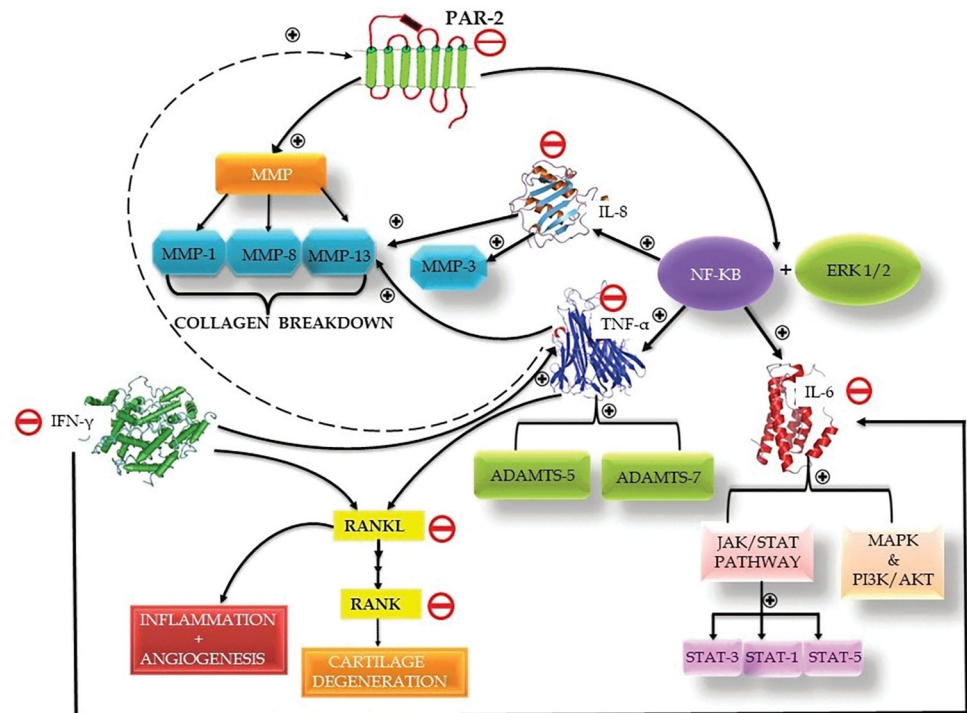 PAR-2
MMP
MMP-1
MMP-8
MMP-13
COLLAGEN BREAKDOWN
IL-8
MMP-3
NF-KB
+
ERK 1/2
TNF-α
IL-6
IFN-γ
ADAMTS-5
ADAMTS-7
RANKL
RANK
INFLAMMATION
+
ANGIOGENESIS
CARTILAGE
DEGENERATION
JAK/STAT
PATHWAY
MAPK
&
PI3K/AKT
STAT-3
STAT-1
STAT-5